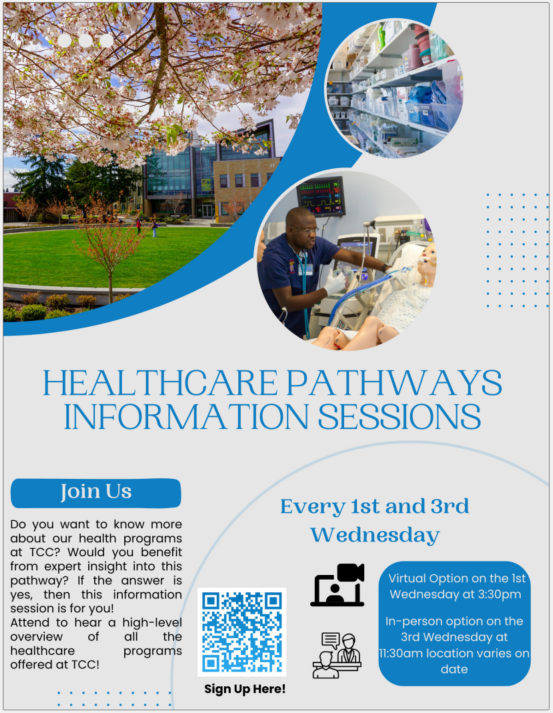 HEALTHCARE PATHWAYS
INFORMATION SESSIONS
Join Us
Do you want to know more
about our health programs
at TCC? Would you benefit
from expert insight into this
pathway? If the answer is
yes, then this information
session is for you!
Attend to hear a high-level
overview of all the
healthcare programs
offered at TCC!
Sign Up Here!
Every 1st and 3rd
Wednesday
Virtual Option on the 1st
Wednesday at 3:30pm
In-person option on the
3rd Wednesday at
11:30am location varies on
date